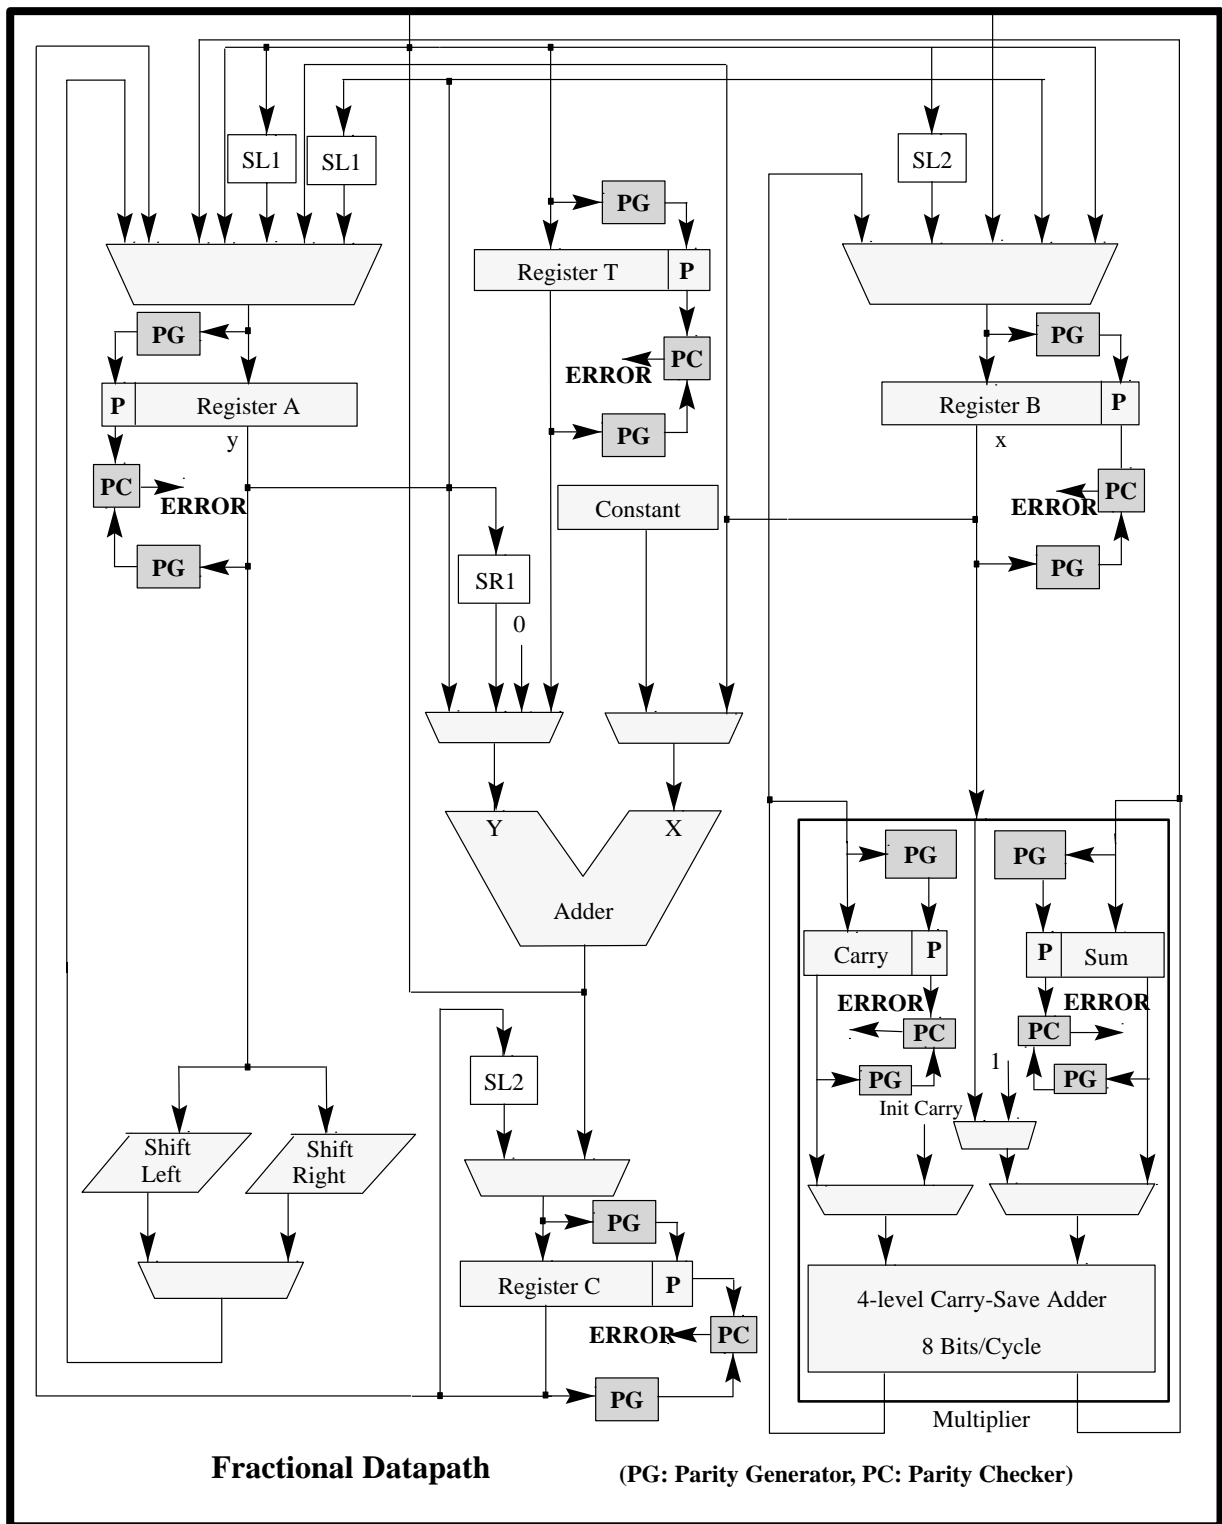 SL1
SL1
SL2
PG
Register T
P
PG
PG
PC
ERROR
P
Register A
y
Register B
P
x
PG
PC
ERROR
Constant
PC
ERROR
PG
SR1
PG
0
Y
X
Adder
PG
PG
Carry
P
P
Sum
ERROR
ERROR
PC
PC
SL2
1
PG
PG
Init Carry
Shift
Left
Shift
Right
PG
Register C
P
4-level Carry-Save Adder
8 Bits/Cycle
ERROR
PC
PG
Multiplier
Fractional Datapath
(PG: Parity Generator, PC: Parity Checker)